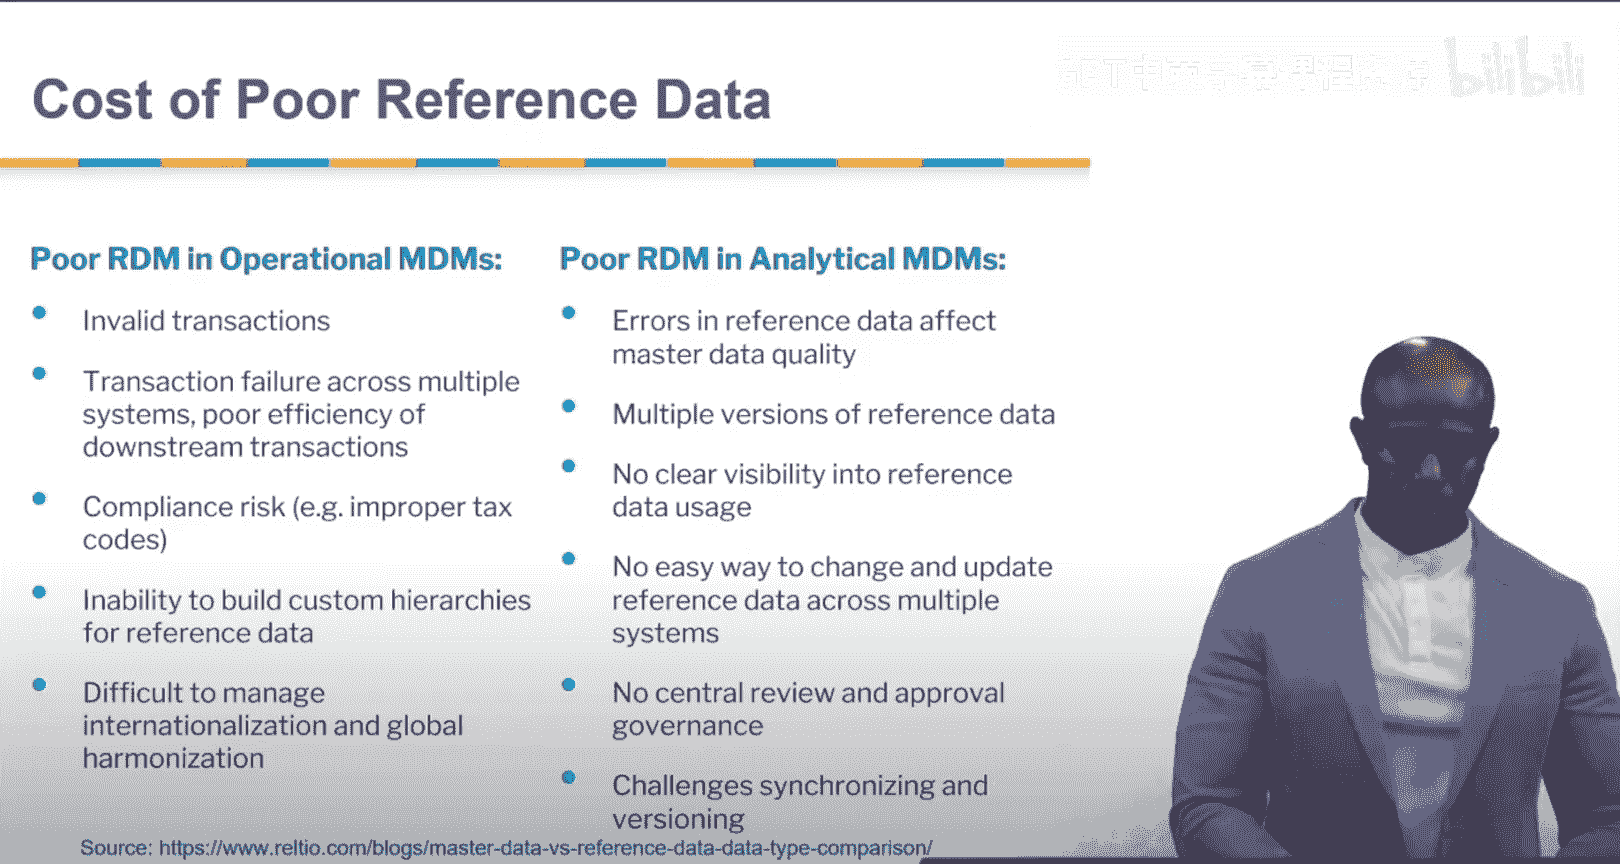 Cost of Poor Reference Data
bilibili
Poor RDM in Operational MDMs:
Invalid transactions
Transaction failure across multiple
systems, poor efficiency of
downstream transactions
Compliance risk (e.g. improper tax
codes)
Inability to build custom hierarchies
for reference data
Difficult to manage
internationalization and global
harmonization
Poor RDM in Analytical MDMs:
Errors in reference data affect
master data quality
Multiple versions of reference data
No clear visibility into reference
data usage
No easy way to change and update
reference data across multiple
systems
No central review and approval
governance
Challenges synchronizing and
versioning
Source: https://www.reltio.com/blogs/master-data-vs-reference-data-data-type-comparison/